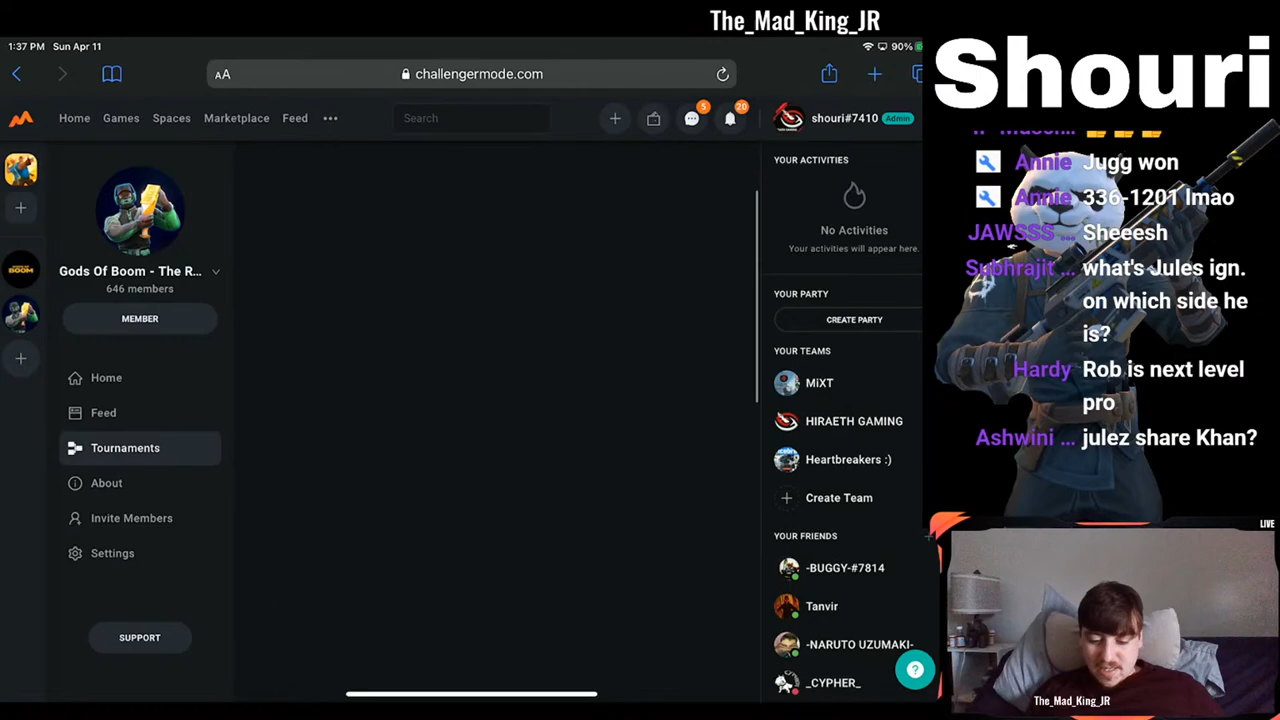 The_Mad_King_JR
1:37 PM Sun Apr 11
90%
AA
challengermode.com
Home Games Spaces Marketplace Feed
Search
5
20
shouri#7410 Admin
Gods Of Boom - The R...
646 members
MEMBER
Home
Feed
Tournaments
About
Invite Members
Settings
SUPPORT
YOUR ACTIVITIES
No Activities
Your activities will appear here.
YOUR PARTY
CREATE PARTY
YOUR TEAMS
MiXT
HIRAETH GAMING
Heartbreakers :)
Create Team
YOUR FRIENDS
-BUGGY-#7814
Tanvir
-NARUTO UZUMAKI-
_CYPHER_
?
Shouri
Annie Jugg won
Annie 336-1201 lmao
JAWSSS ... Sheeesh
Subhrajit ... what's Jules ign.
on which side he
is?
Hardy Rob is next level
pro
Ashwini ... julez share Khan?
LIVE
The_Mad_King_JR